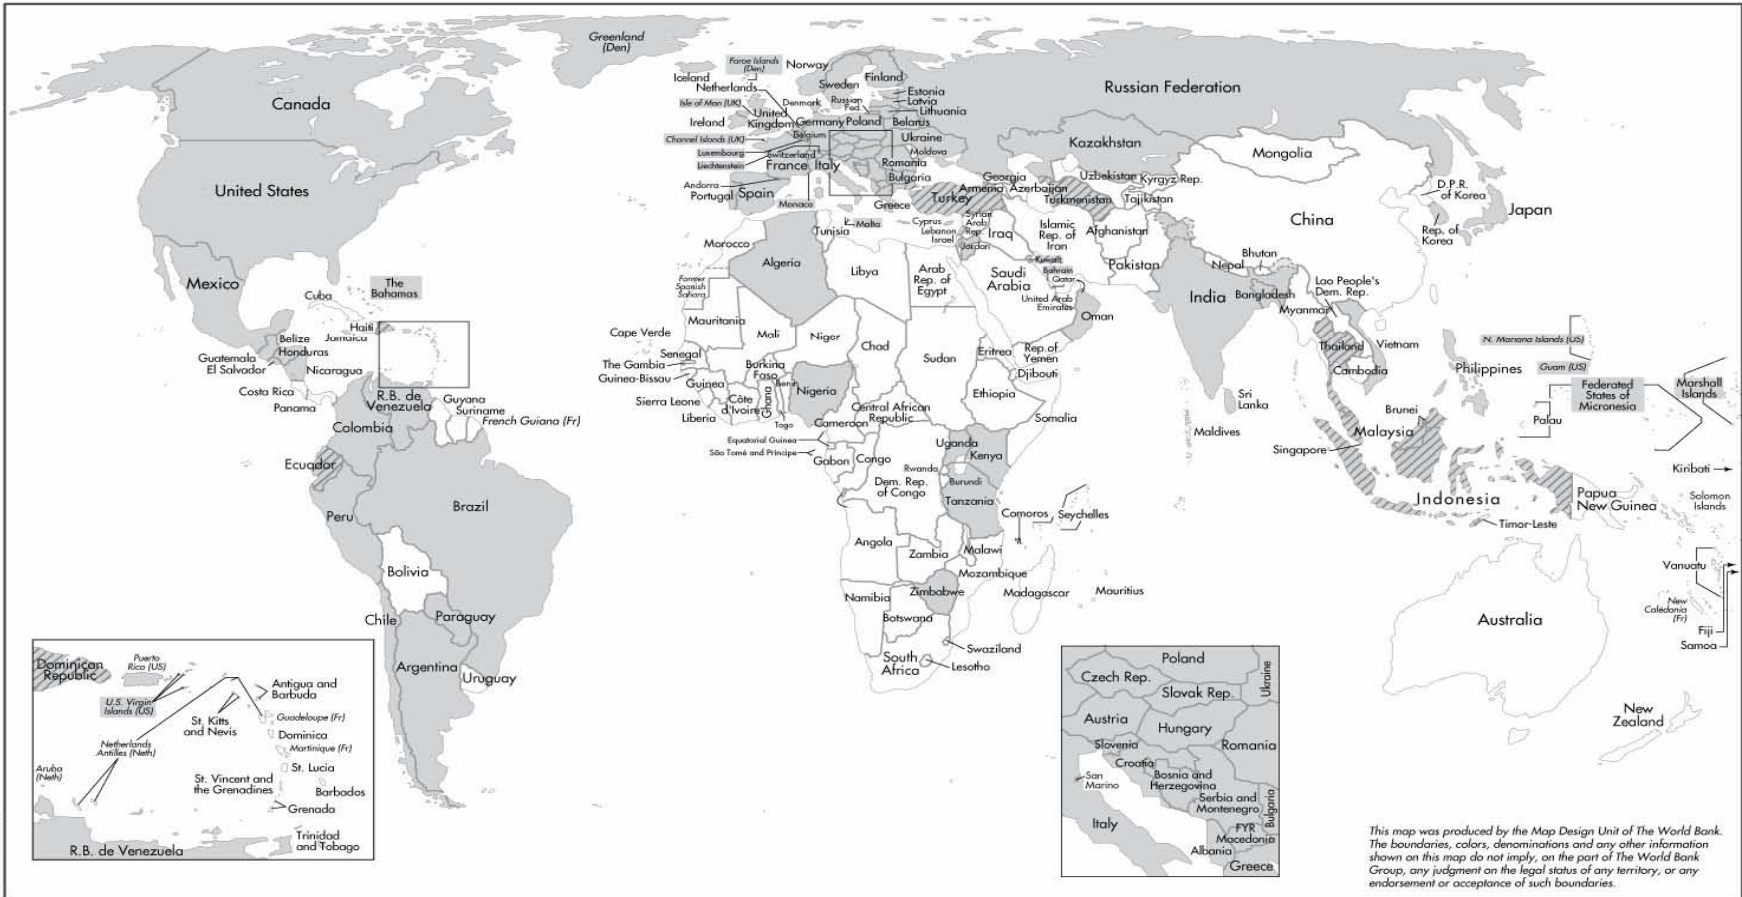 Greenland
(Den)
Faroe Islands
(Den)
Norway
Iceland
Netherlands
Sweden
Finland
Russian Federation
Canada
Isle of Man (UK)
Denmark
Russian
Fed.
Estonia
Latvia
Lithuania
Ireland
United
Kingdom
Germany
Poland
Belarus
Channel Islands (UK)
Belgium
Ukraine
Luxembourg
Switzerland
Moldova
Kazakhstan
Mongolia
Liechtenstein
France
Italy
Romania
Bulgaria
Georgia
Uzbekistan
Kyrgyz Rep.
United States
Andorra
Portugal
Spain
Monaco
Greece
Turkey
Armenia
Azerbaijan
Turkmenistan
Tajikistan
D.P.R.
of Korea
Japan
China
Rep. of
Korea
Malta
Tunisia
Cyprus
Lebanon
Israel
Syrian
Arab
Rep.
Jordan
Iraq
Islamic
Rep. of
Iran
Afghanistan
Morocco
Algeria
Libya
Arab
Rep. of
Egypt
Saudi
Arabia
Kuwait
Bahrain
Qatar
United Arab
Emirates
Oman
Pakistan
Nepal
Bhutan
India
Bangladesh
Myanmar
Lao People's
Dem. Rep.
Former
Spanish
Sahara
Mexico
The
Bahamas
Cuba
Haiti
Jamaica
Belize
Honduras
Guatemala
El Salvador
Nicaragua
Costa Rica
Panama
R.B. de
Venezuela
Guyana
Suriname
French Guiana (Fr)
Colombia
Ecuador
Peru
Brazil
Bolivia
Paraguay
Chile
Argentina
Uruguay
Cape Verde
Mauritania
Mali
Niger
Chad
Sudan
Eritrea
Rep. of
Yemen
Djibouti
Senegal
The Gambia
Guinea-Bissau
Guinea
Sierra Leone
Liberia
Burkina
Faso
Côte
d'Ivoire
Ghana
Benin
Togo
Nigeria
Cameroon
Central African
Republic
Ethiopia
Somalia
Equatorial Guinea
São Tomé and Príncipe
Gabon
Congo
Dem. Rep.
of Congo
Uganda
Kenya
Rwanda
Burundi
Tanzania
Comoros
Seychelles
Angola
Zambia
Malawi
Mozambique
Madagascar
Mauritius
Namibia
Zimbabwe
Botswana
Swaziland
South
Africa
Lesotho
Sri
Lanka
Maldives
Thailand
Vietnam
Cambodia
Philippines
N. Mariana Islands (US)
Guam (US)
Federated
States of
Micronesia
Marshall
Islands
Palau
Brunei
Malaysia
Singapore
Kiribati
Indonesia
Papua
New Guinea
Solomon
Islands
Timor-Leste
Vanuatu
New
Caledonia
(Fr)
Fiji
Samoa
Australia
New
Zealand
Dominican
Republic
Puerto
Rico (US)
U.S. Virgin
Islands (US)
Antigua and
Barbuda
St. Kitts
and Nevis
Guadeloupe (Fr)
Dominica
Netherlands
Antilles (Neth)
Martinique (Fr)
Aruba
(Neth)
St. Lucia
St. Vincent and
the Grenadines
Barbados
Grenada
Trinidad
and Tobago
R.B. de Venezuela
Poland
Czech Rep.
Ukraine
Slovak Rep.
Austria
Hungary
Slovenia
Romania
Croatia
San
Marino
Bosnia and
Herzegovina
Serbia and
Montenegro
Bulgaria
Italy
FYR
Macedonia
Albania
Greece
This map was produced by the Map Design Unit of The World Bank.
The boundaries, colors, denominations and any other information
shown on this map do not imply, on the part of The World Bank
Group, any judgment on the legal status of any territory, or any
endorsement or acceptance of such boundaries.